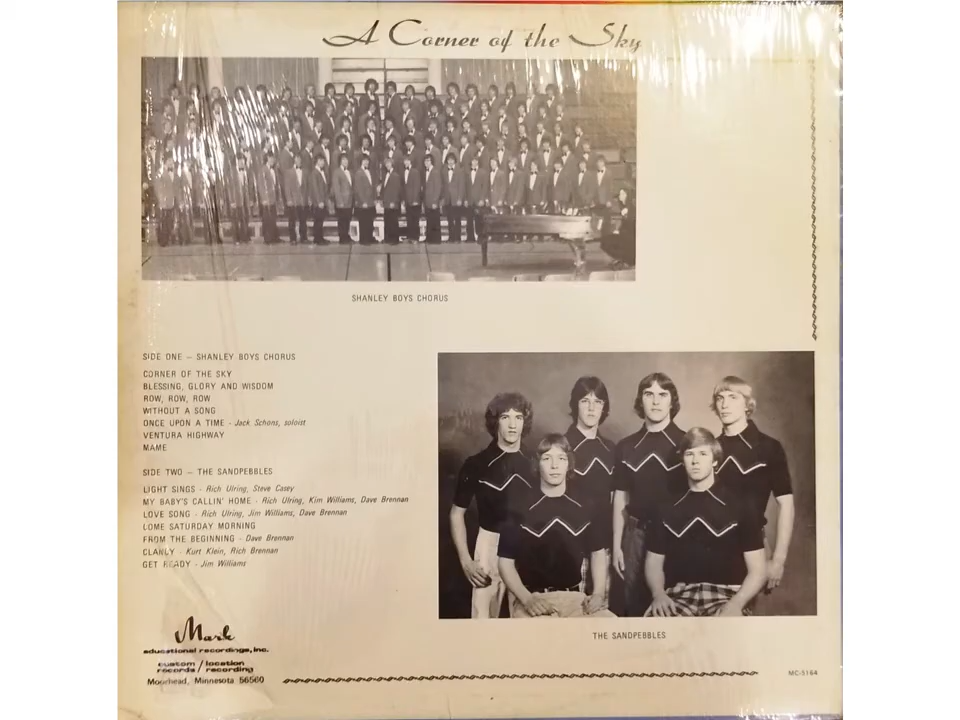 A Corner of the Sky
SHANLEY BOYS CHORUS
SIDE ONE – SHANLEY BOYS CHORUS
CORNER OF THE SKY
BLESSING, GLORY AND WISDOM
ROW, ROW, ROW
WITHOUT A SONG
ONCE UPON A TIME - Jack Schons, soloist
VENTURA HIGHWAY
MAME
SIDE TWO – THE SANDPEBBLES
LIGHT SINGS - Rich Ulring, Steve Casey
MY BABY'S CALLIN' HOME - Rich Ulring, Kim Williams, Dave Brennan
LOVE SONG - Rich Ulring, Jim Williams, Dave Brennan
COME SATURDAY MORNING
FROM THE BEGINNING - Dave Brennan
CLANCY - Kurt Klein, Rich Brennan
GET READY - Jim Williams
THE SANDPEBBLES
Mark
educational recordings, inc.
custom / location
records / recording
Moorhead, Minnesota 56560
MC-5164